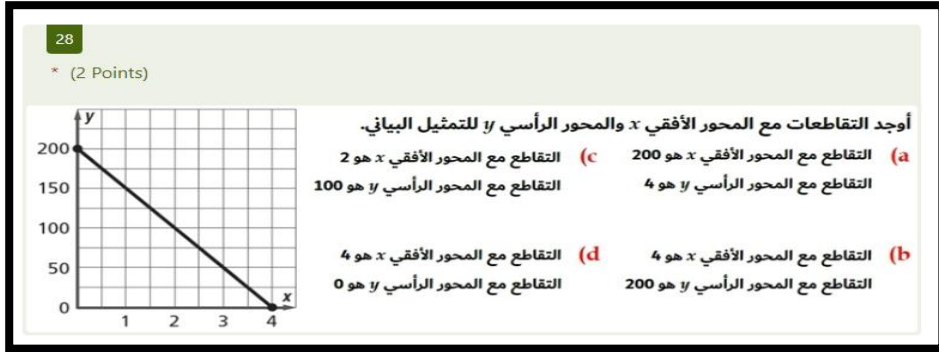 28
* (2 Points)
أوجد التقاطعات مع المحور الأفقي x والمحور الرأسي y للتمثيل البياني.
a) التقاطع مع المحور الأفقي x هو 200
التقاطع مع المحور الرأسي y هو 4
c) التقاطع مع المحور الأفقي x هو 2
التقاطع مع المحور الرأسي y هو 100
b) التقاطع مع المحور الأفقي x هو 4
التقاطع مع المحور الرأسي y هو 200
d) التقاطع مع المحور الأفقي x هو 4
التقاطع مع المحور الرأسي y هو 0
y
200
150
100
50
0
x
1 2 3 4